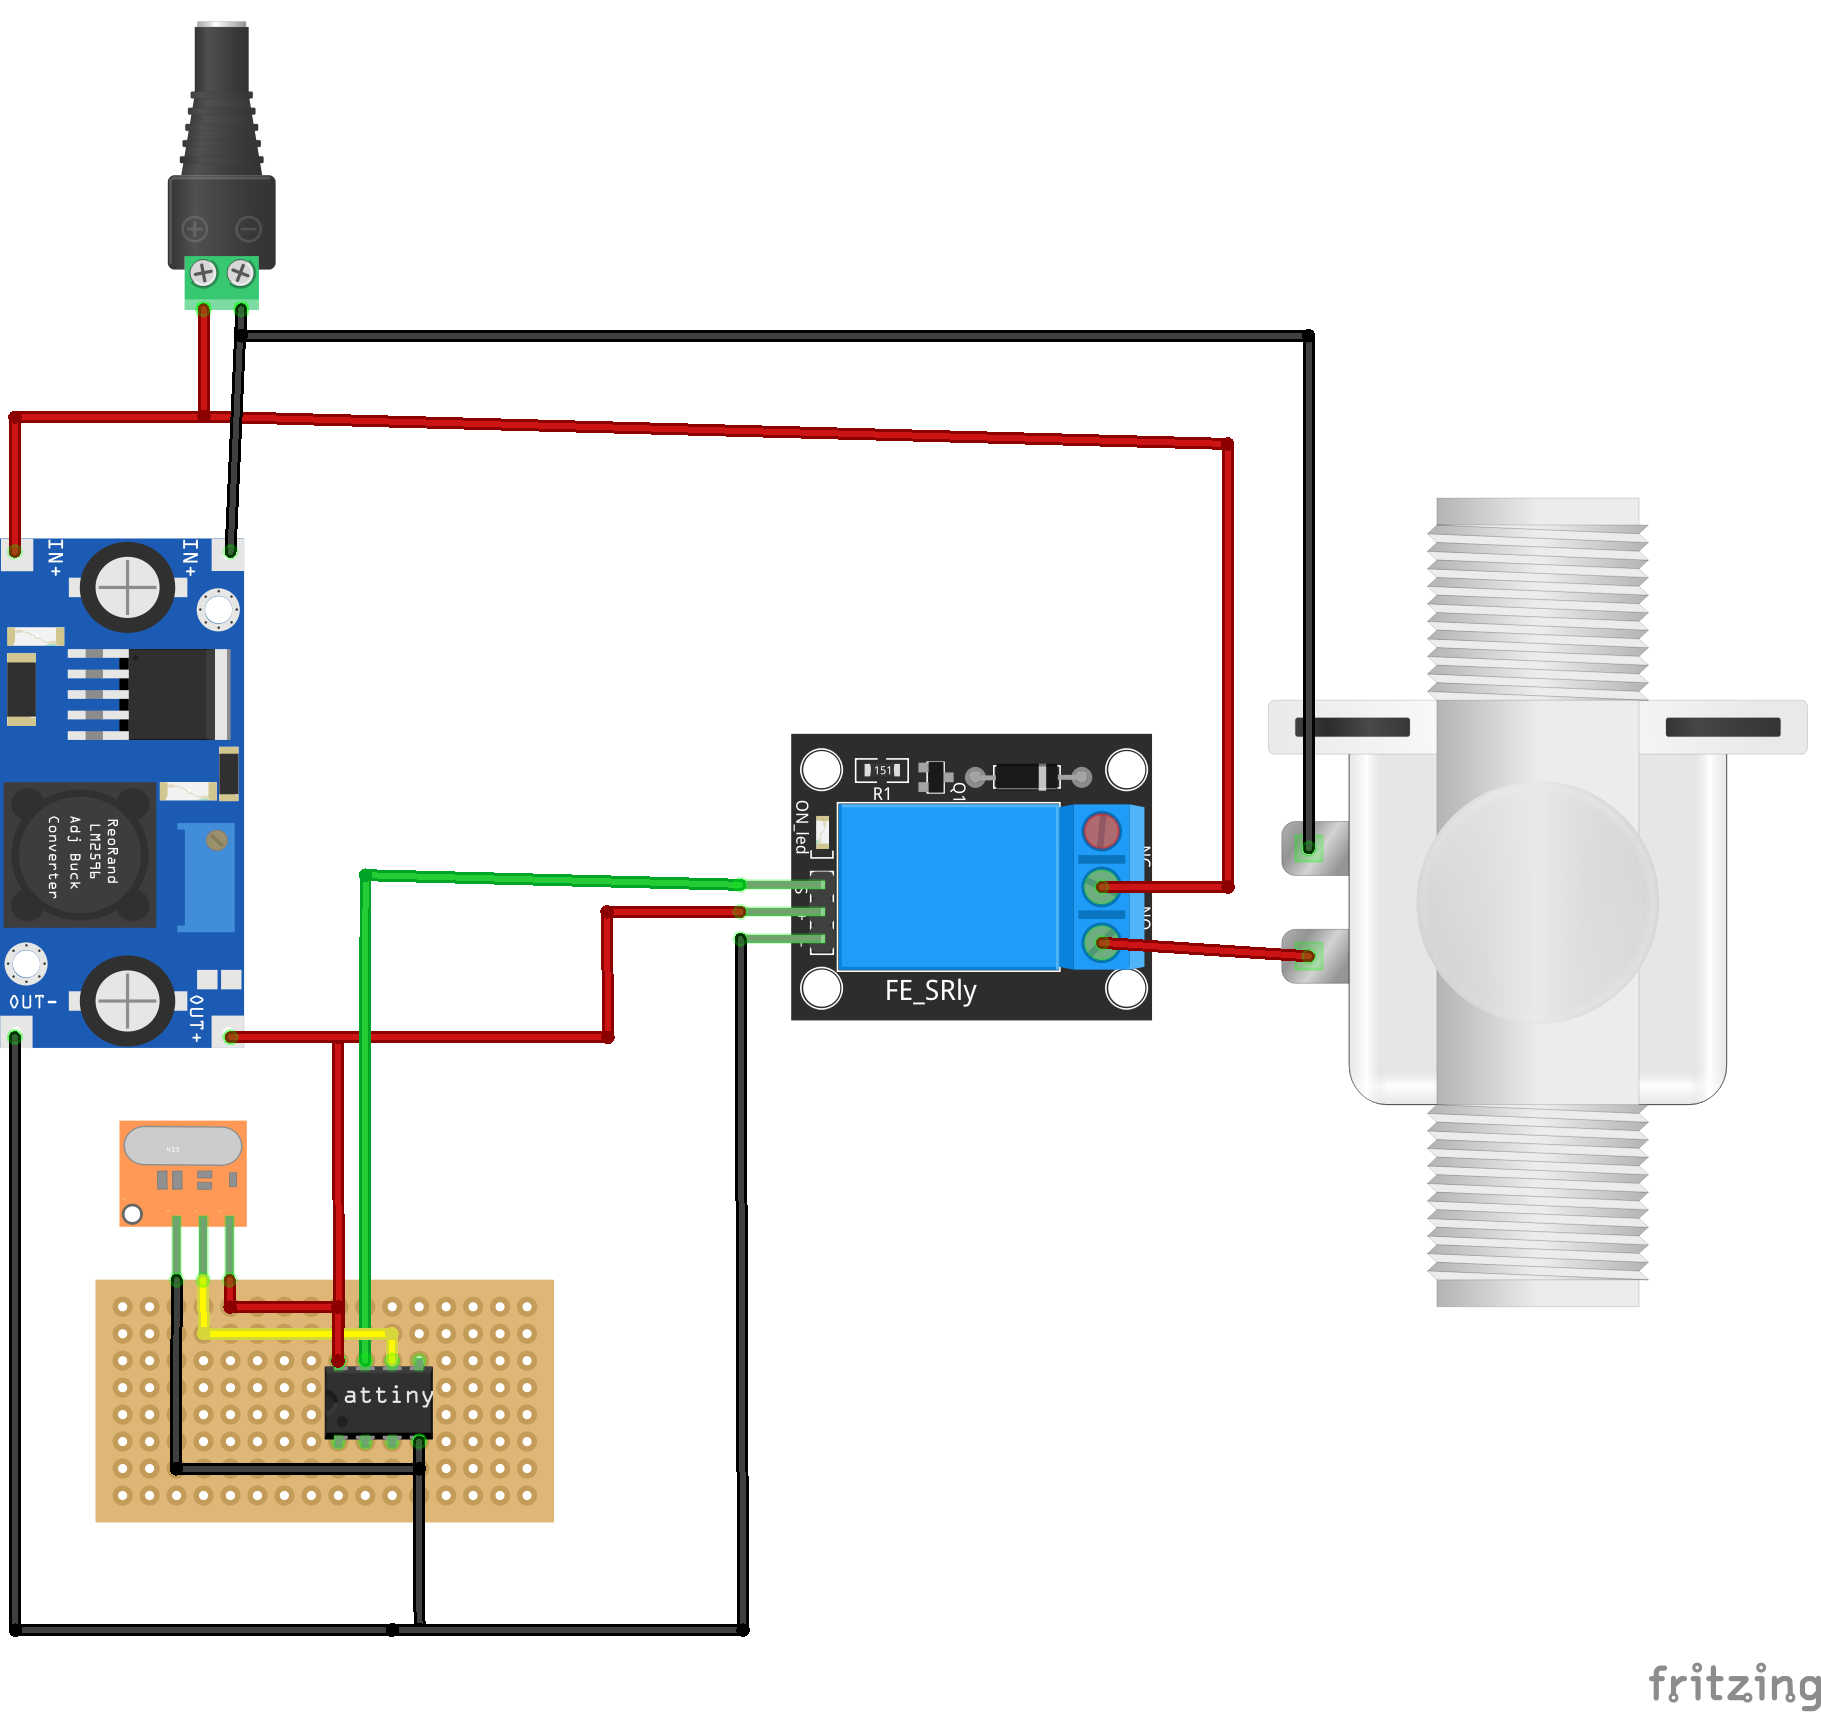 IN+
IN+
151
R1
Q1
ON_led
ReoRand
LM2596
Adj Buck
Converter
S
NC
NO
FE_SRly
OUT-
OUT+
433
attiny
fritzing